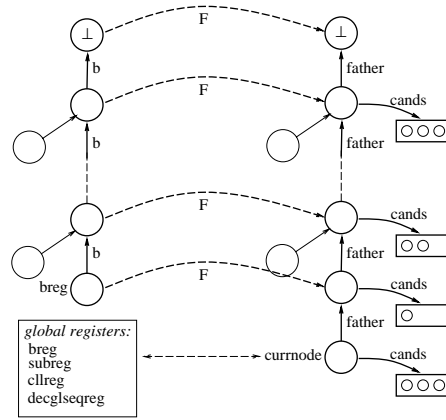 ⊥ ⊥
F
b father
F cands
b father
F cands
b father
breg F cands
father
global registers:
breg
subreg
cllreg
decglseqreg
currnode cands